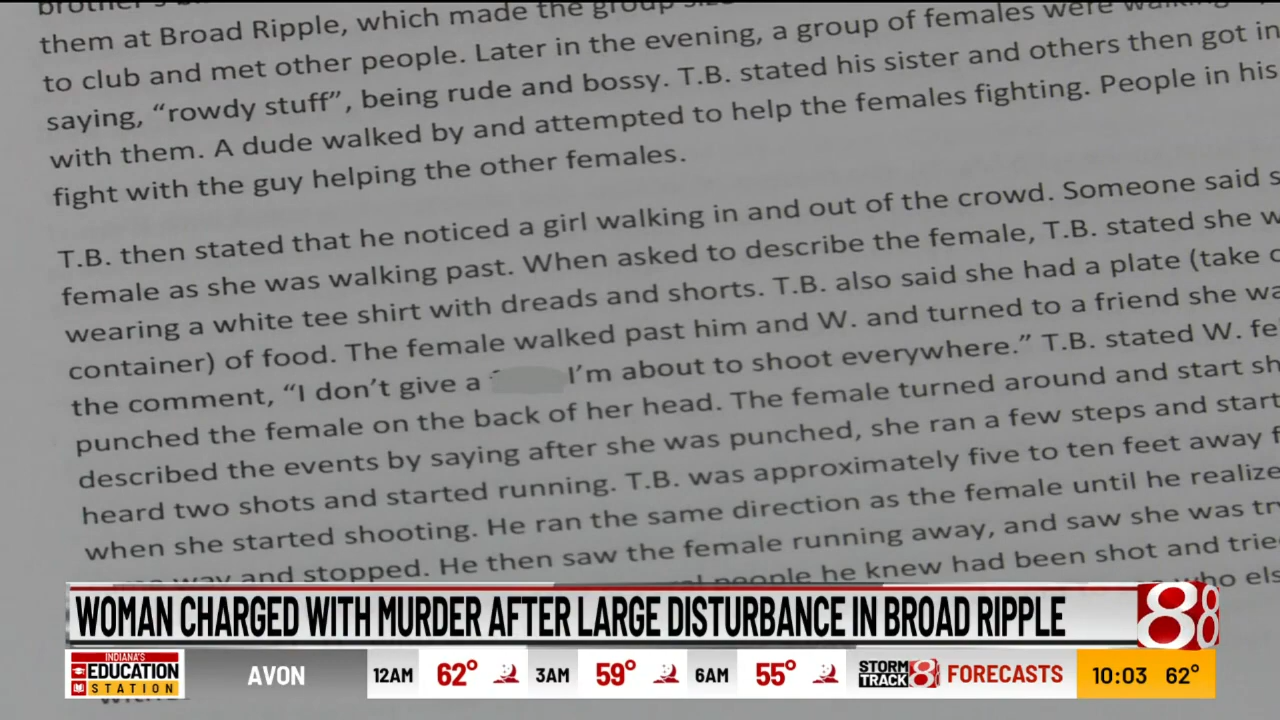 brother's
them at Broad Ripple, which made the group
to club and met other people. Later in the evening, a group of females were
saying, “rowdy stuff”, being rude and bossy. T.B. stated his sister and others then got in
with them. A dude walked by and attempted to help the females fighting. People in his
fight with the guy helping the other females.
T.B. then stated that he noticed a girl walking in and out of the crowd. Someone said
female as she was walking past. When asked to describe the female, T.B. stated she
wearing a white tee shirt with dreads and shorts. T.B. also said she had a plate (take
container) of food. The female walked past him and W. and turned to a friend she
the comment, “I don’t give a I’m about to shoot everywhere.” T.B. stated W.
punched the female on the back of her head. The female turned around and start
described the events by saying after she was punched, she ran a few steps and start
heard two shots and started running. T.B. was approximately five to ten feet away
when she started shooting. He ran the same direction as the female until he realize
way and stopped. He then saw the female running away, and saw she was
people he knew had been shot and
who
WOMAN CHARGED WITH MURDER AFTER LARGE DISTURBANCE IN BROAD RIPPLE
8
INDIANA'S
EDUCATION
STATION
AVON 12AM 62° 3AM 59° 6AM 55° STORM TRACK 8 FORECASTS 10:03 62°